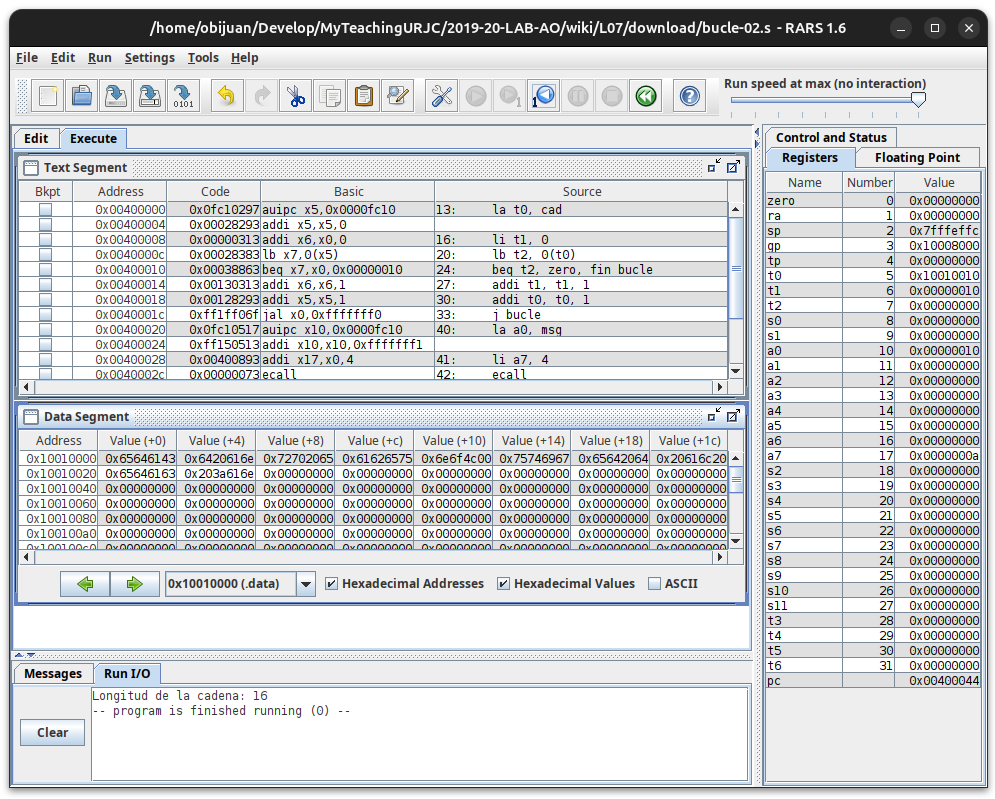 /home/obijuan/Develop/MyTeachingURJC/2019-20-LAB-AO/wiki/L07/download/bucle-02.s - RARS 1.6
File Edit Run Settings Tools Help
Run speed at max (no interaction)
Edit Execute
Text Segment
Bkpt Address Code Basic Source
0x00400000 0x0fc10297 auipc x5,0x0000fc10 13: la t0, cad
0x00400004 0x00028293 addi x5,x5,0
0x00400008 0x00000313 addi x6,x0,0 16: li t1, 0
0x0040000c 0x00028383 lb x7,0(x5) 20: lb t2, 0(t0)
0x00400010 0x00038863 beq x7,x0,0x00000010 24: beq t2, zero, fin_bucle
0x00400014 0x00130313 addi x6,x6,1 27: addi t1, t1, 1
0x00400018 0x00128293 addi x5,x5,1 30: addi t0, t0, 1
0x0040001c 0xff1ff06f jal x0,0xfffffff0 33: j bucle
0x00400020 0x0fc10517 auipc x10,0x0000fc10 40: la a0, msg
0x00400024 0xff150513 addi x10,x10,0xfffffff1
0x00400028 0x00400893 addi x17,x0,4 41: li a7, 4
0x0040002c 0x00000073 ecall 42: ecall
Data Segment
Address Value (+0) Value (+4) Value (+8) Value (+c) Value (+10) Value (+14) Value (+18) Value (+1c)
0x10010000 0x65646143 0x6420616e 0x72702065 0x61626575 0x6e6f4c00 0x75746967 0x65642064 0x20616c20
0x10010020 0x65646163 0x203a616e 0x00000000 0x00000000 0x00000000 0x00000000 0x00000000 0x00000000
0x10010040 0x00000000 0x00000000 0x00000000 0x00000000 0x00000000 0x00000000 0x00000000 0x00000000
0x10010060 0x00000000 0x00000000 0x00000000 0x00000000 0x00000000 0x00000000 0x00000000 0x00000000
0x10010080 0x00000000 0x00000000 0x00000000 0x00000000 0x00000000 0x00000000 0x00000000 0x00000000
0x100100a0 0x00000000 0x00000000 0x00000000 0x00000000 0x00000000 0x00000000 0x00000000 0x00000000
0x100100c0 0x00000000 0x00000000 0x00000000 0x00000000 0x00000000 0x00000000 0x00000000 0x00000000
0x10010000 (.data) Hexadecimal Addresses Hexadecimal Values ASCII
Messages Run I/O
Longitud de la cadena: 16
-- program is finished running (0) --
Clear
Control and Status
Registers Floating Point
Name Number Value
zero 0 0x00000000
ra 1 0x00000000
sp 2 0x7fffeffc
gp 3 0x10008000
tp 4 0x00000000
t0 5 0x10010010
t1 6 0x00000010
t2 7 0x00000000
s0 8 0x00000000
s1 9 0x00000000
a0 10 0x00000010
a1 11 0x00000000
a2 12 0x00000000
a3 13 0x00000000
a4 14 0x00000000
a5 15 0x00000000
a6 16 0x00000000
a7 17 0x0000000a
s2 18 0x00000000
s3 19 0x00000000
s4 20 0x00000000
s5 21 0x00000000
s6 22 0x00000000
s7 23 0x00000000
s8 24 0x00000000
s9 25 0x00000000
s10 26 0x00000000
s11 27 0x00000000
t3 28 0x00000000
t4 29 0x00000000
t5 30 0x00000000
t6 31 0x00000000
pc 0x00400044